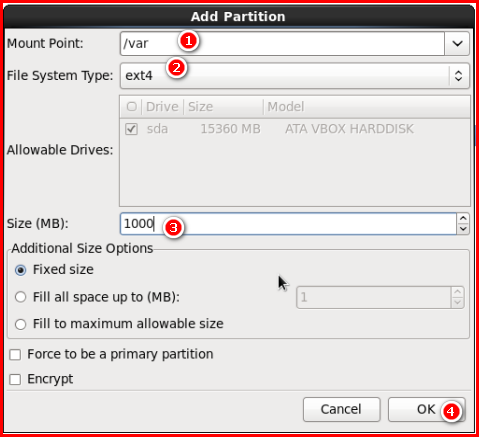 Add Partition
Mount Point: /var 1
File System Type: ext4 2
Drive Size Model
sda 15360 MB ATA VBOX HARDDISK
Allowable Drives:
Size (MB): 1000 3
Additional Size Options
Fixed size
Fill all space up to (MB): 1
Fill to maximum allowable size
Force to be a primary partition
Encrypt
Cancel OK 4